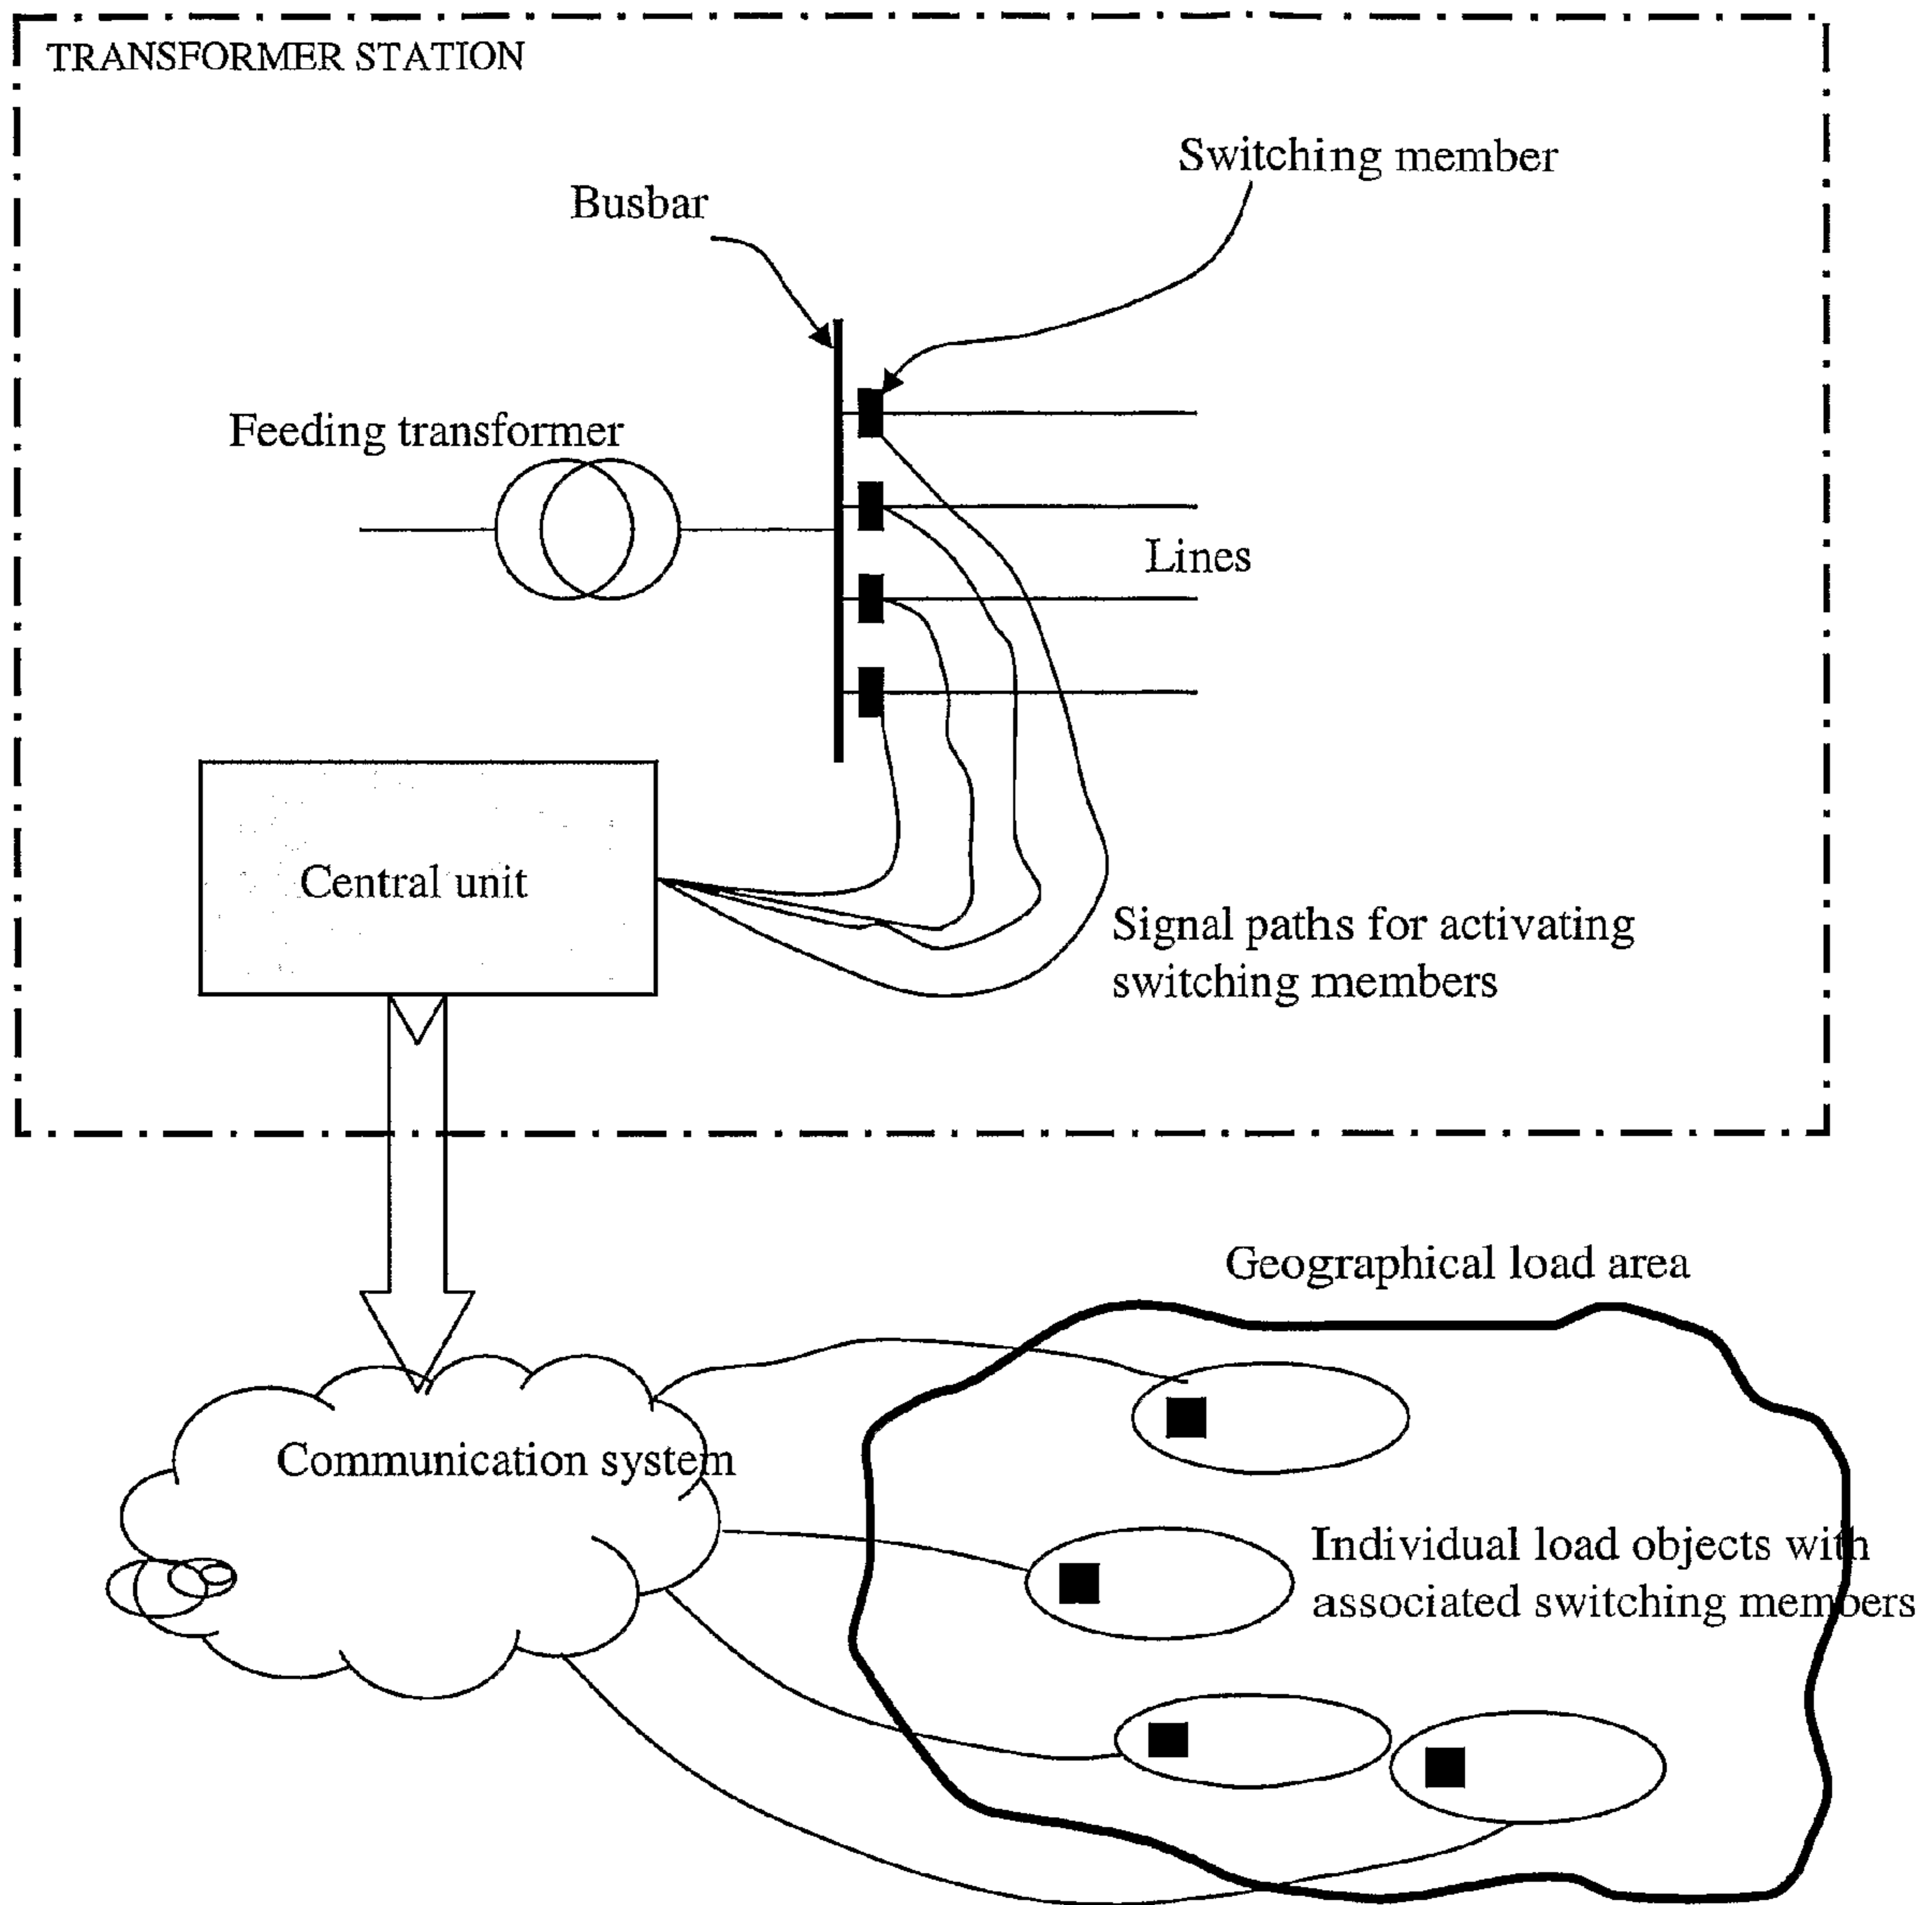 TRANSFORMER STATION
Switching member
Busbar
Feeding transformer
Lines
Central unit
Signal paths for activating
switching members
Geographical load area
Communication system
Individual load objects with
associated switching members